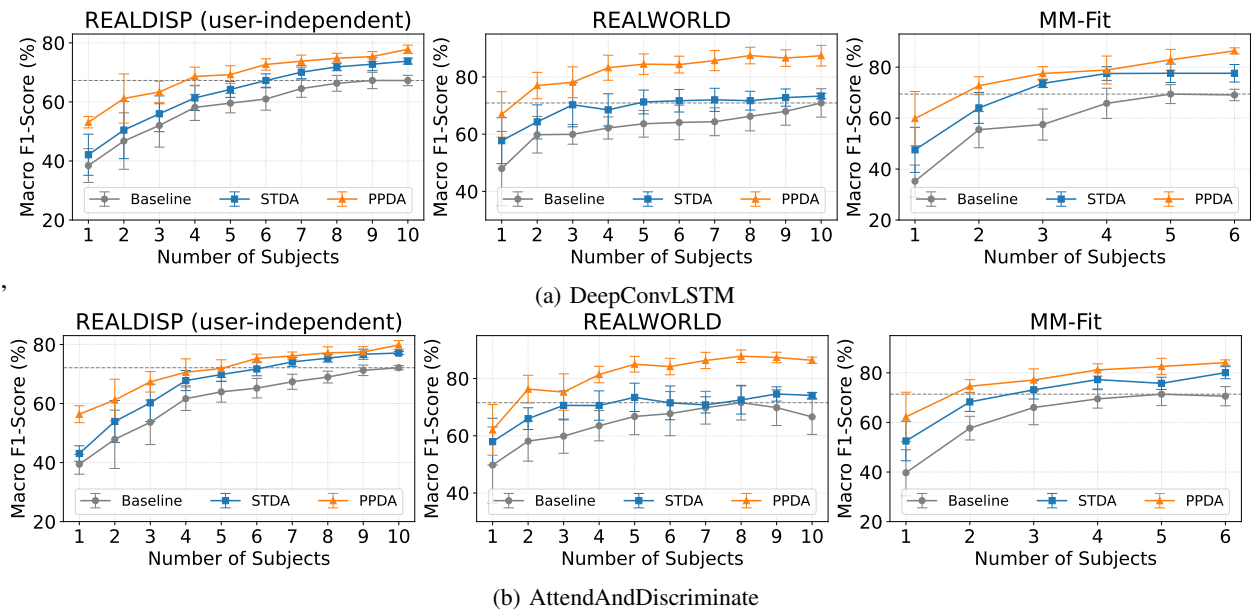 REALDISP (user-independent)
REALWORLD
MM-Fit
Macro F1-Score (%)
80
60
40
20
Baseline
STDA
PPDA
1 2 3 4 5 6 7 8 9 10
Number of Subjects
Macro F1-Score (%)
80
60
40
Baseline
STDA
PPDA
1 2 3 4 5 6 7 8 9 10
Number of Subjects
Macro F1-Score (%)
80
60
40
20
Baseline
STDA
PPDA
1 2 3 4 5 6
Number of Subjects
,
(a) DeepConvLSTM
REALDISP (user-independent)
REALWORLD
MM-Fit
Macro F1-Score (%)
80
60
40
20
Baseline
STDA
PPDA
1 2 3 4 5 6 7 8 9 10
Number of Subjects
Macro F1-Score (%)
80
60
40
Baseline
STDA
PPDA
1 2 3 4 5 6 7 8 9 10
Number of Subjects
Macro F1-Score (%)
80
60
40
20
Baseline
STDA
PPDA
1 2 3 4 5 6
Number of Subjects
(b) AttendAndDiscriminate